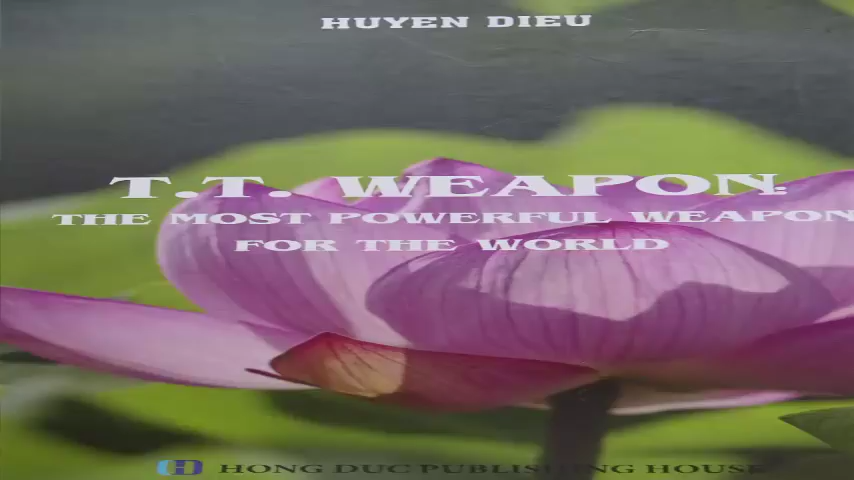 HUYEN DIEU
T.T. WEAPON:
THE MOST POWERFUL WEAPON
FOR THE WORLD
HONG DUC PUBLISHING HOUSE